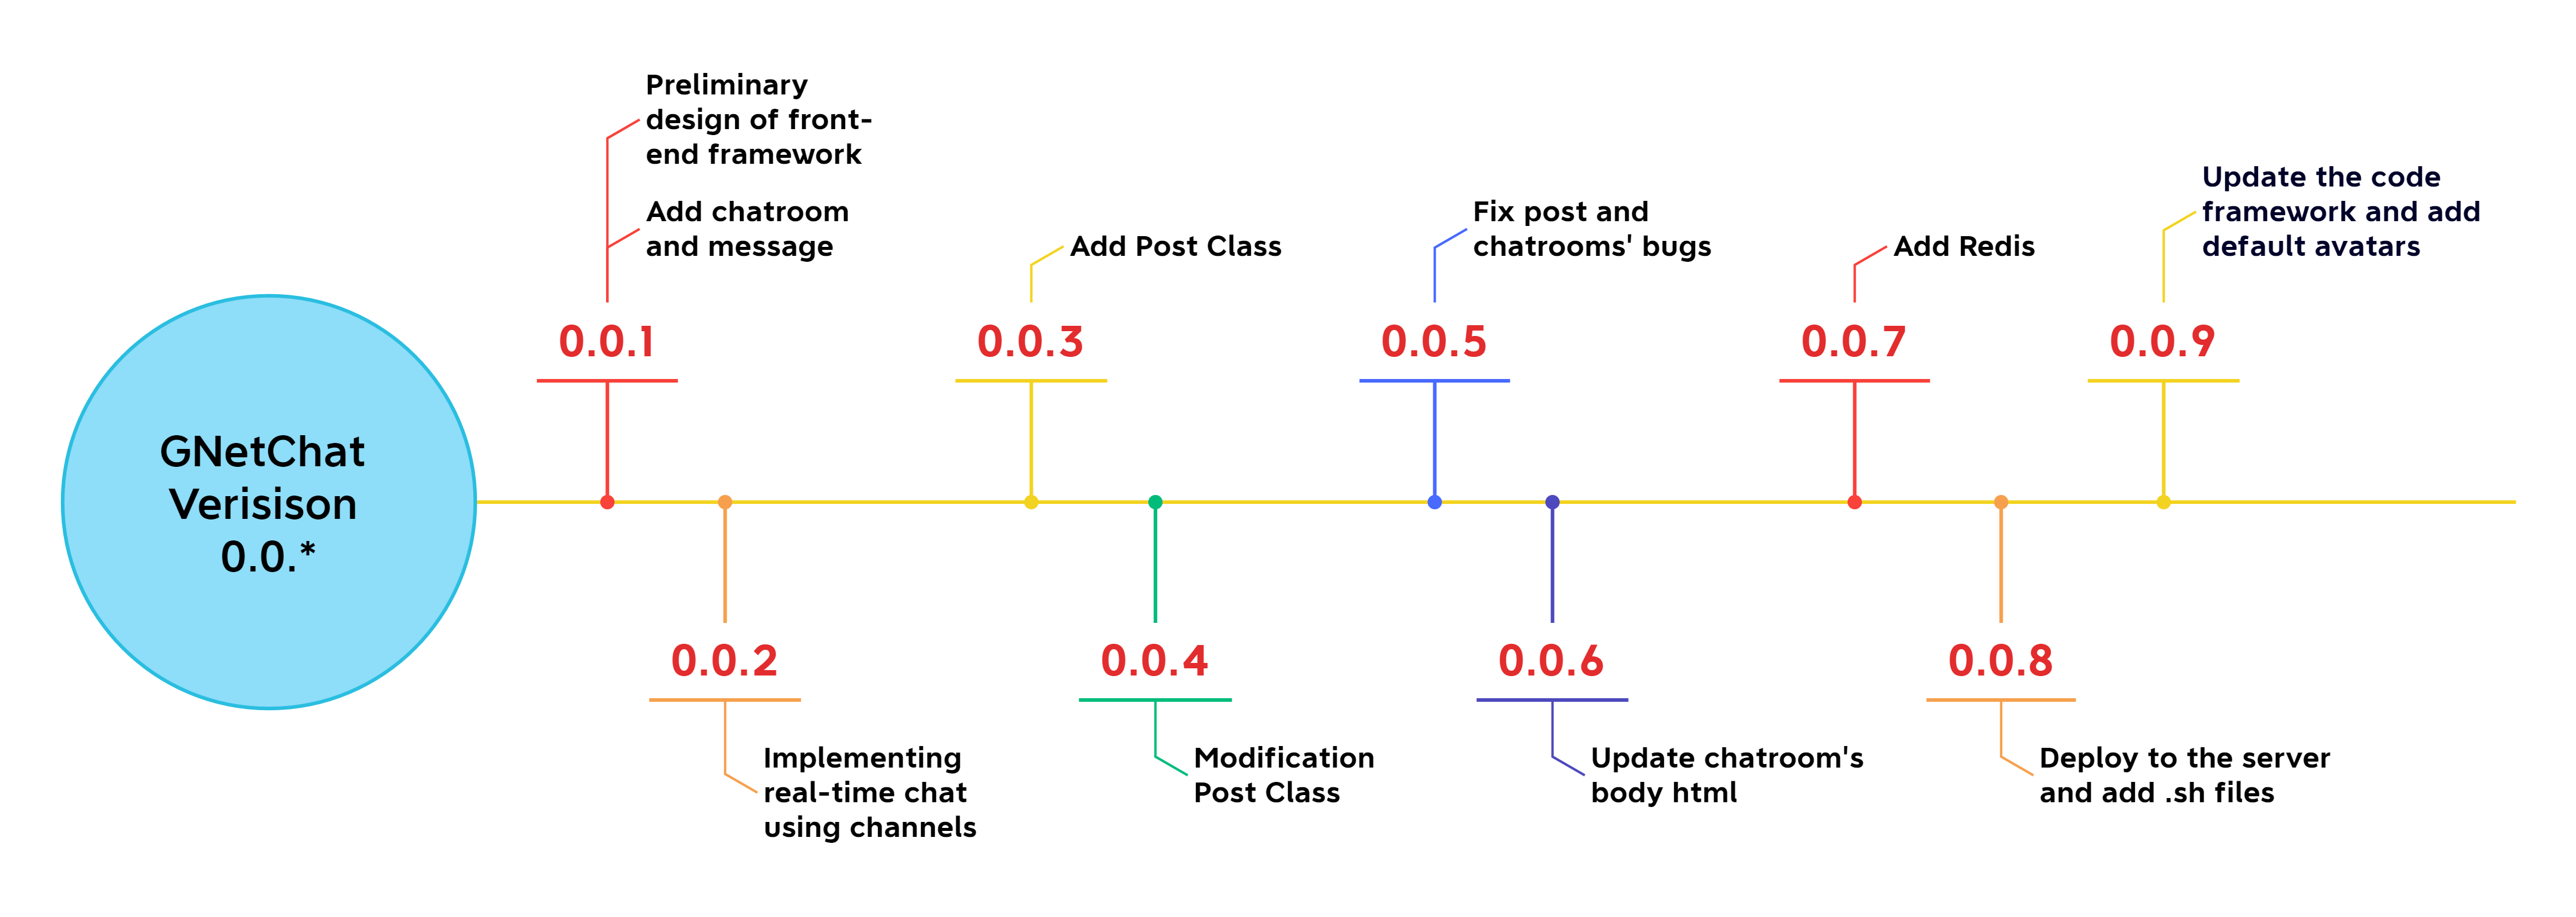 GNetChat
Verisison
0.0.*
Preliminary
design of front-
end framework
Add chatroom
and message
0.0.1
0.0.2
Implementing
real-time chat
using channels
Add Post Class
0.0.3
0.0.4
Modification
Post Class
Fix post and
chatrooms' bugs
0.0.5
0.0.6
Update chatroom's
body html
Add Redis
0.0.7
0.0.8
Deploy to the server
and add .sh files
Update the code
framework and add
default avatars
0.0.9